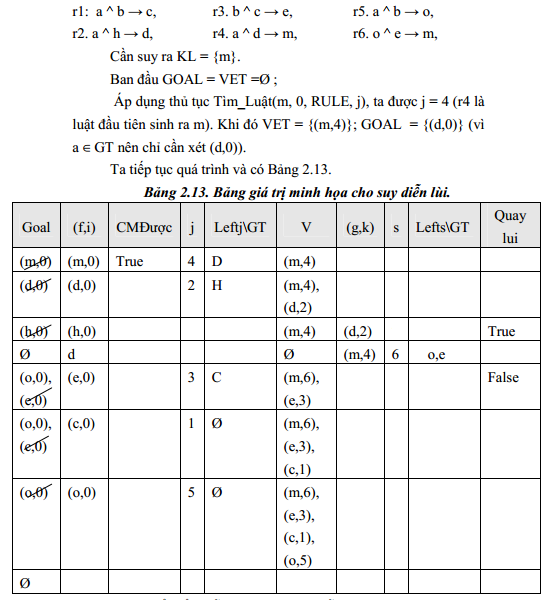 r1: a ^ b → c, r3. b ^ c → e, r5. a ^ b → o,
r2. a ^ h → d, r4. a ^ d → m, r6. o ^ e → m,
Cần suy ra KL = {m}.
Ban đầu GOAL = VET =Ø ;
Áp dụng thủ tục Tìm_Luật(m, 0, RULE, j), ta được j = 4 (r4 là
luật đầu tiên sinh ra m). Khi đó VET = {(m,4)}; GOAL = {(d,0)} (vì
a ∈ GT nên chỉ cần xét (d,0)).
Ta tiếp tục quá trình và có Bảng 2.13.
Bảng 2.13. Bảng giá trị minh họa cho suy diễn lùi.
Goal (f,i) CMĐược j Leftj\GT V (g,k) s Lefts\GT Quay
lui
(m,0) (m,0) True 4 D (m,4)
(d,0) (d,0) 2 H (m,4),
(d,2)
(h,0) (h,0) (m,4) (d,2) True
Ø d Ø (m,4) 6 o,e
(o,0), (e,0) 3 C (m,6), False
(e,0) (e,3)
(o,0), (c,0) 1 Ø (m,6),
(c,0) (e,3),
(c,1)
(o,0) (o,0) 5 Ø (m,6),
(e,3),
(c,1),
(o,5)
Ø